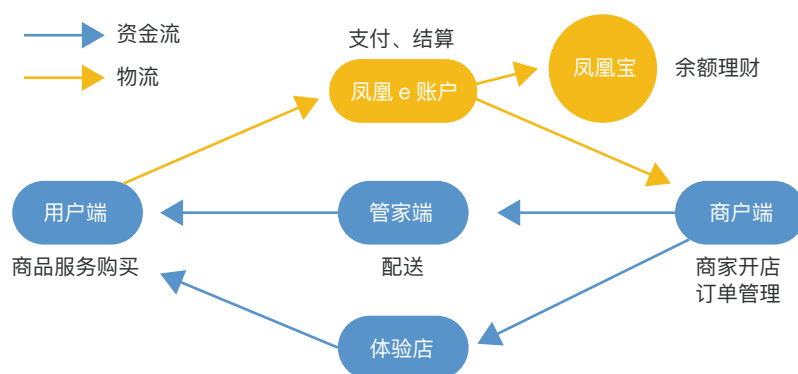 资金流
物流
支付、结算
凤凰 e 账户
凤凰宝
余额理财
用户端
管家端
商户端
商品服务购买
配送
商家开店
订单管理
体验店